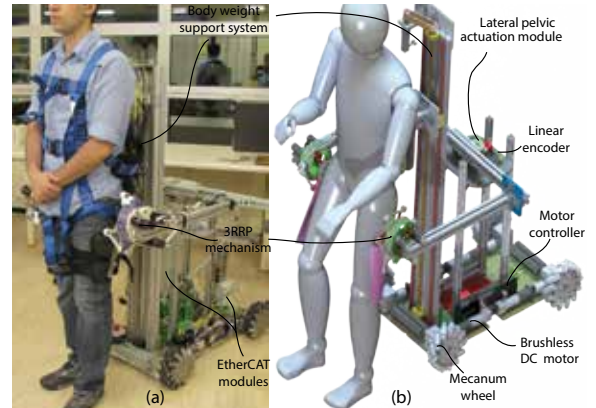 Body weight
support system
Lateral pelvic
actuation module
Linear
encoder
3RRP
mechanism
Motor
controller
EtherCAT
modules
Brushless
DC motor
Mecanum
wheel
(a)
(b)